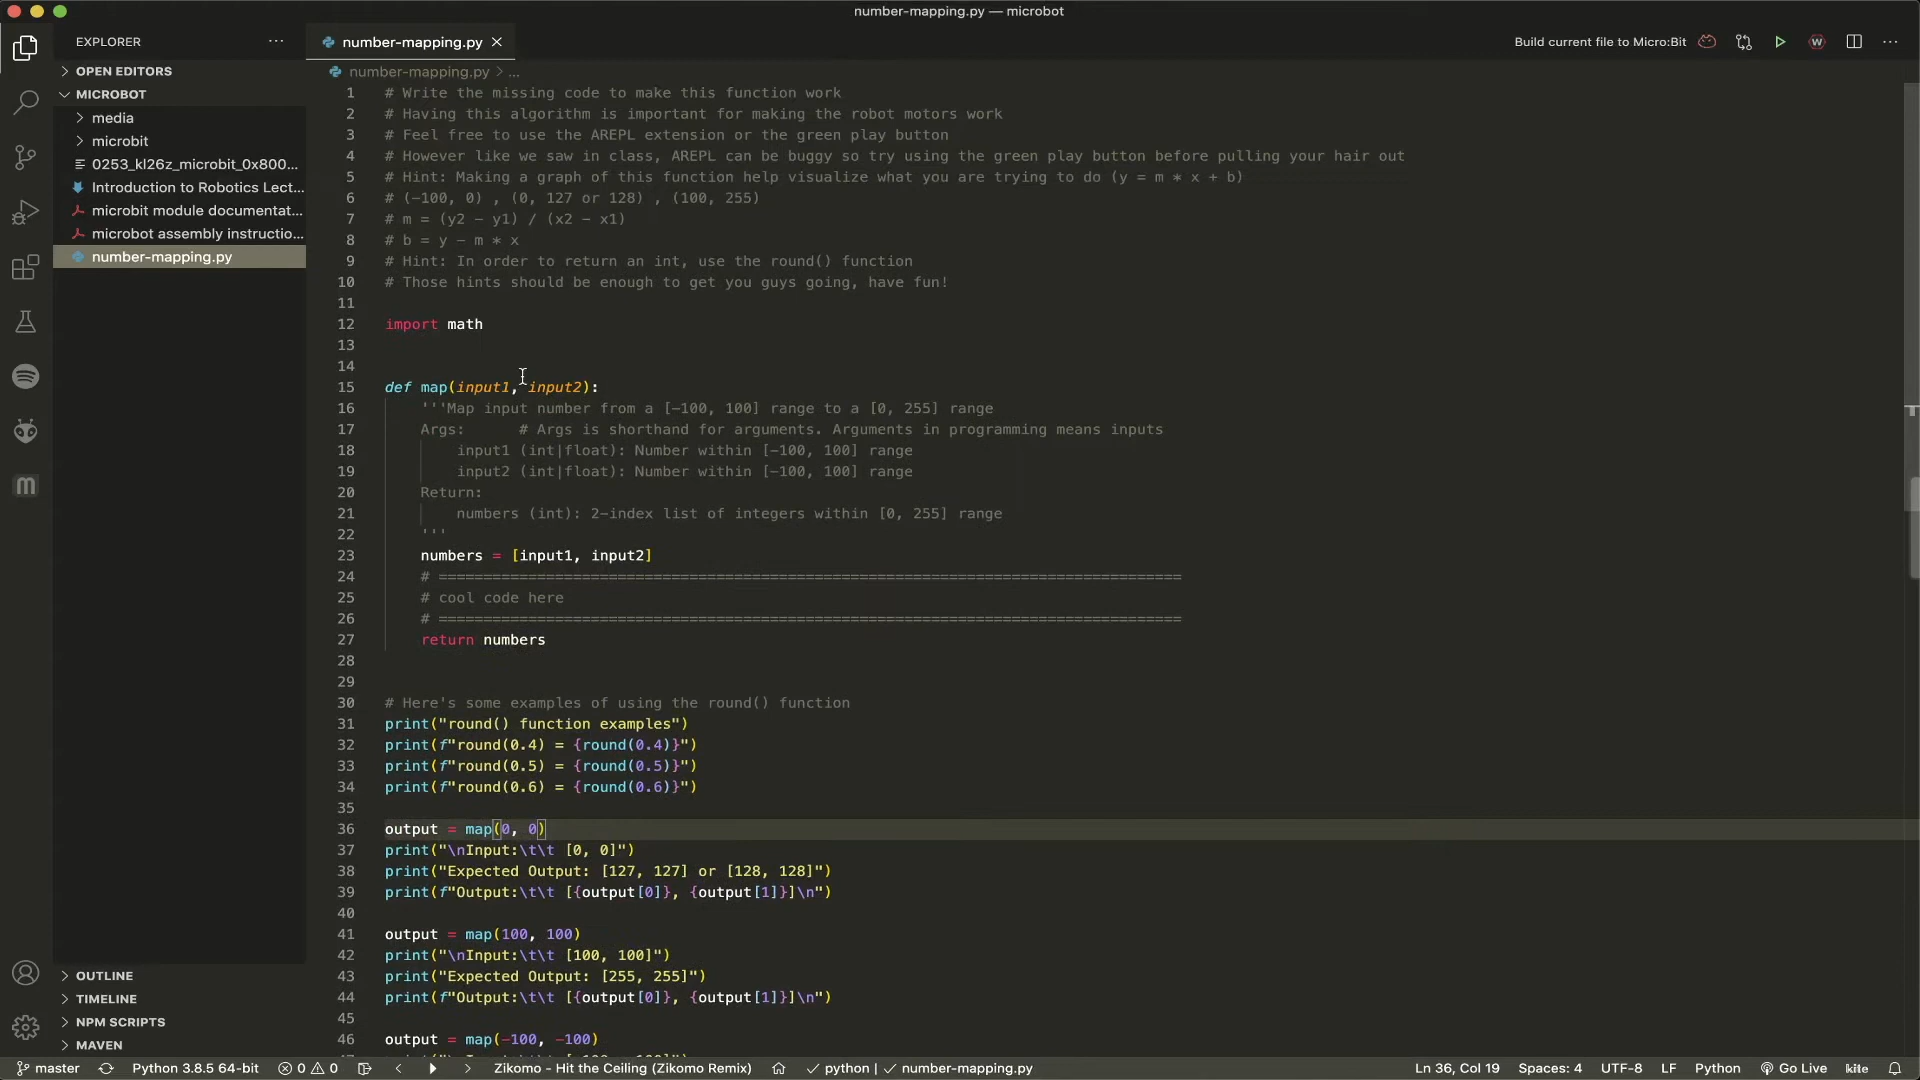 number-mapping.py — microbot
EXPLORER
...
number-mapping.py
Build current file to Micro:Bit
OPEN EDITORS
MICROBOT
media
microbit
0253_kl26z_microbit_0x800...
Introduction to Robotics Lect...
microbit module documentat...
microbot assembly instructio...
number-mapping.py
OUTLINE
TIMELINE
NPM SCRIPTS
MAVEN
number-mapping.py > ...
1 # Write the missing code to make this function work
2 # Having this algorithm is important for making the robot motors work
3 # Feel free to use the AREPL extension or the green play button
4 # However like we saw in class, AREPL can be buggy so try using the green play button before pulling your hair out
5 # Hint: Making a graph of this function help visualize what you are trying to do (y = m * x + b)
6 # (-100, 0) , (0, 127 or 128) , (100, 255)
7 # m = (y2 - y1) / (x2 - x1)
8 # b = y - m * x
9 # Hint: In order to return an int, use the round() function
10 # Those hints should be enough to get you guys going, have fun!
11
12 import math
13
14
15 def map(input1, input2):
16 '''Map input number from a [-100, 100] range to a [0, 255] range
17 Args: # Args is shorthand for arguments. Arguments in programming means inputs
18 input1 (int|float): Number within [-100, 100] range
19 input2 (int|float): Number within [-100, 100] range
20 Return:
21 numbers (int): 2-index list of integers within [0, 255] range
22 '''
23 numbers = [input1, input2]
24 # ===================================================================================
25 # cool code here
26 # ===================================================================================
27 return numbers
28
29
30 # Here's some examples of using the round() function
31 print("round() function examples")
32 print(f"round(0.4) = {round(0.4)}")
33 print(f"round(0.5) = {round(0.5)}")
34 print(f"round(0.6) = {round(0.6)}")
35
36 output = map(0, 0)
37 print("\nInput:\t\t [0, 0]")
38 print("Expected Output: [127, 127] or [128, 128]")
39 print(f"Output:\t\t [{output[0]}, {output[1]}]\n")
40
41 output = map(100, 100)
42 print("\nInput:\t\t [100, 100]")
43 print("Expected Output: [255, 255]")
44 print(f"Output:\t\t [{output[0]}, {output[1]}]\n")
45
46 output = map(-100, -100)
master
Python 3.8.5 64-bit
0 0
Zikomo - Hit the Ceiling (Zikomo Remix)
python | ✓ number-mapping.py
Ln 36, Col 19
Spaces: 4
UTF-8
LF
Python
Go Live
kite